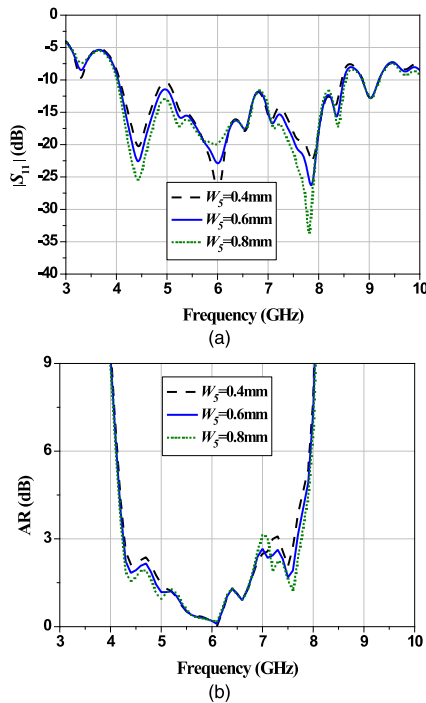 0
-5
-10
-15
-20
-25
-30
-35
-40
|S11| (dB)
W5=0.4mm
W5=0.6mm
W5=0.8mm
3 4 5 6 7 8 9 10
Frequency (GHz)
(a)
9
6
3
0
AR (dB)
W5=0.4mm
W5=0.6mm
W5=0.8mm
3 4 5 6 7 8 9 10
Frequency (GHz)
(b)